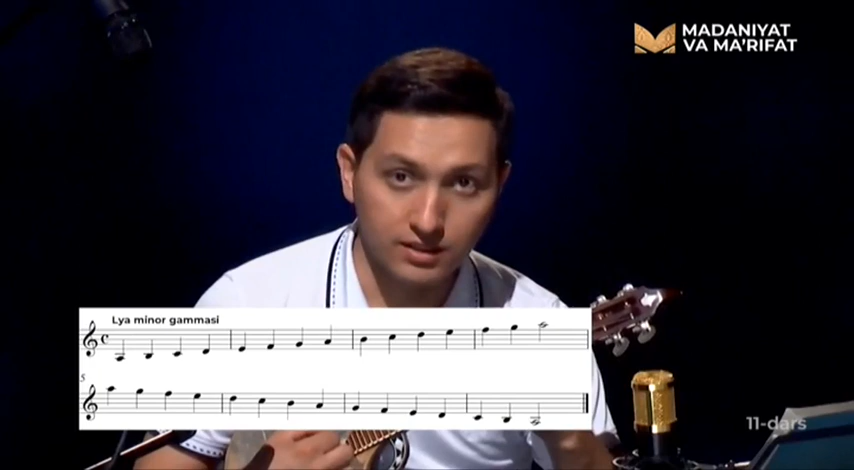 MADANIYAT
VA MA'RIFAT
Lya minor gammasi
5
11-dars